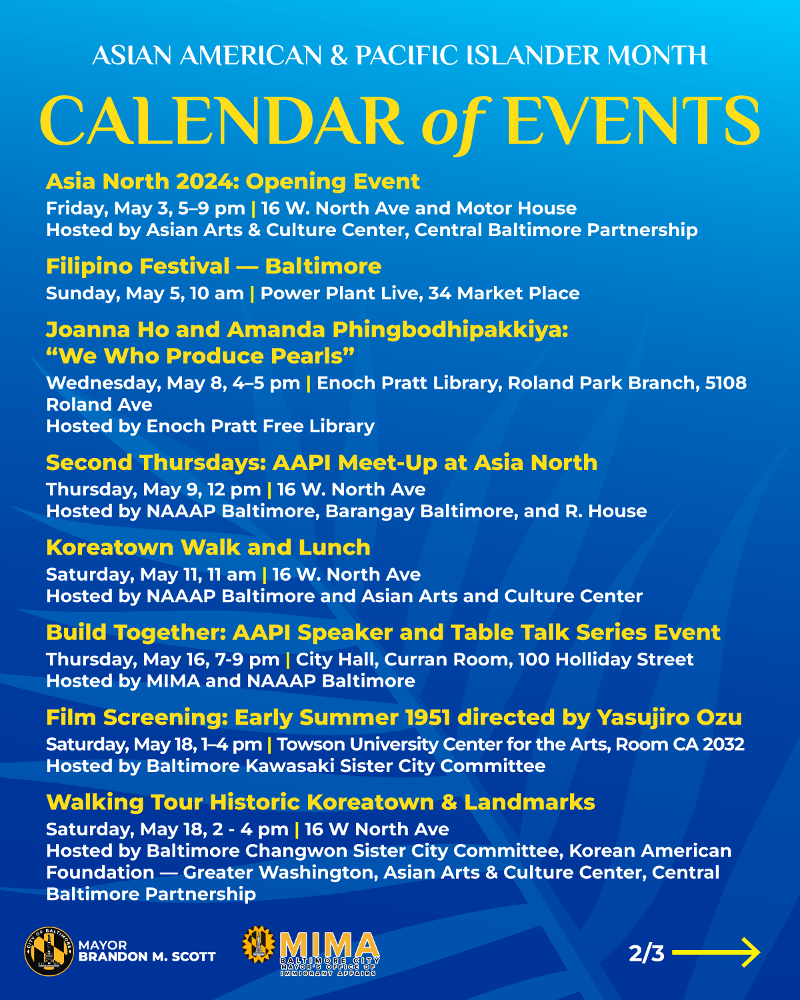 ASIAN AMERICAN & PACIFIC ISLANDER MONTH
CALENDAR of EVENTS
Asia North 2024: Opening Event
Friday, May 3, 5–9 pm | 16 W. North Ave and Motor House
Hosted by Asian Arts & Culture Center, Central Baltimore Partnership
Filipino Festival — Baltimore
Sunday, May 5, 10 am | Power Plant Live, 34 Market Place
Joanna Ho and Amanda Phingbodhipakkiya:
“We Who Produce Pearls”
Wednesday, May 8, 4–5 pm | Enoch Pratt Library, Roland Park Branch, 5108
Roland Ave
Hosted by Enoch Pratt Free Library
Second Thursdays: AAPI Meet-Up at Asia North
Thursday, May 9, 12 pm | 16 W. North Ave
Hosted by NAAAP Baltimore, Barangay Baltimore, and R. House
Koreatown Walk and Lunch
Saturday, May 11, 11 am | 16 W. North Ave
Hosted by NAAAP Baltimore and Asian Arts and Culture Center
Build Together: AAPI Speaker and Table Talk Series Event
Thursday, May 16, 7-9 pm | City Hall, Curran Room, 100 Holliday Street
Hosted by MIMA and NAAAP Baltimore
Film Screening: Early Summer 1951 directed by Yasujiro Ozu
Saturday, May 18, 1–4 pm | Towson University Center for the Arts, Room CA 2032
Hosted by Baltimore Kawasaki Sister City Committee
Walking Tour Historic Koreatown & Landmarks
Saturday, May 18, 2 - 4 pm | 16 W North Ave
Hosted by Baltimore Changwon Sister City Committee, Korean American
Foundation — Greater Washington, Asian Arts & Culture Center, Central
Baltimore Partnership
CITY OF BALTIMORE
MAYOR
BRANDON M. SCOTT
MIMA
BALTIMORE CITY
MAYOR'S OFFICE OF
IMMIGRANT AFFAIRS
2/3